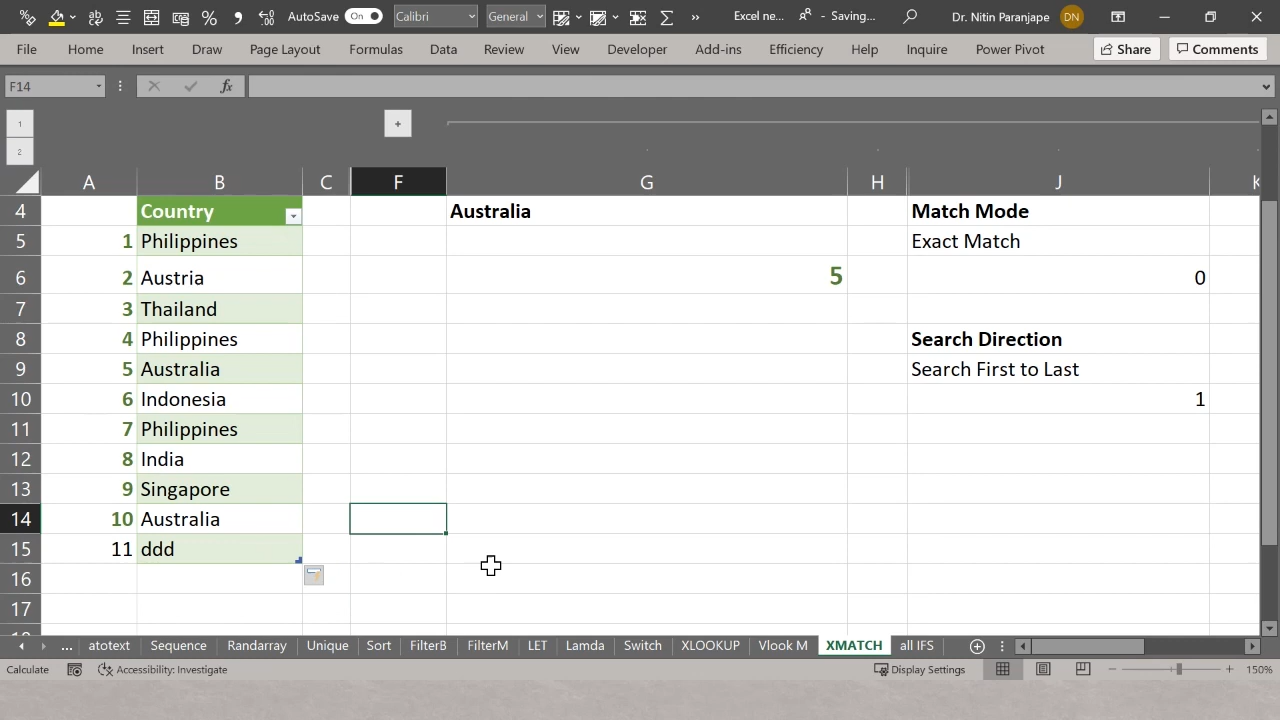 AutoSave On Calibri General Excel ne... - Saving... Dr. Nitin Paranjape DN
File Home Insert Draw Page Layout Formulas Data Review View Developer Add-ins Efficiency Help Inquire Power Pivot Share Comments
F14 fx
1 +
2
A B C F G H J K
4 Country Australia Match Mode
5 1 Philippines Exact Match
6 2 Austria 5 0
7 3 Thailand
8 4 Philippines Search Direction
9 5 Australia Search First to Last
10 6 Indonesia 1
11 7 Philippines
12 8 India
13 9 Singapore
14 10 Australia
15 11 ddd
16
17
... atotext Sequence Randarray Unique Sort FilterB FilterM LET Lamda Switch XLOOKUP Vlook M XMATCH all IFS
Calculate Accessibility: Investigate Display Settings 150%